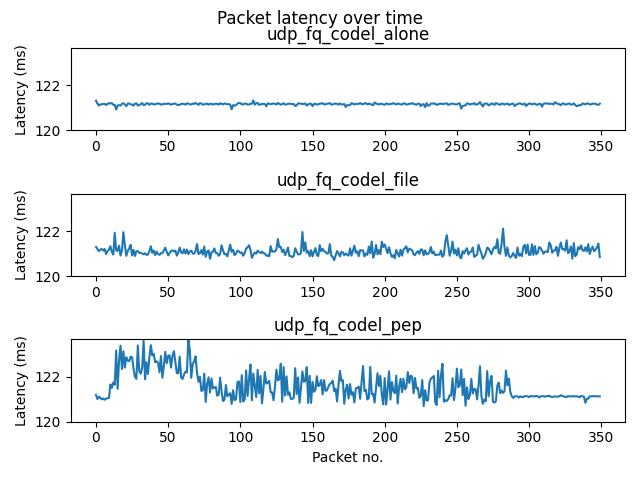 Packet latency over time
udp_fq_codel_alone
Latency (ms)
122
120
0 50 100 150 200 250 300 350
udp_fq_codel_file
Latency (ms)
122
120
0 50 100 150 200 250 300 350
udp_fq_codel_pep
Latency (ms)
122
120
0 50 100 150 200 250 300 350
Packet no.